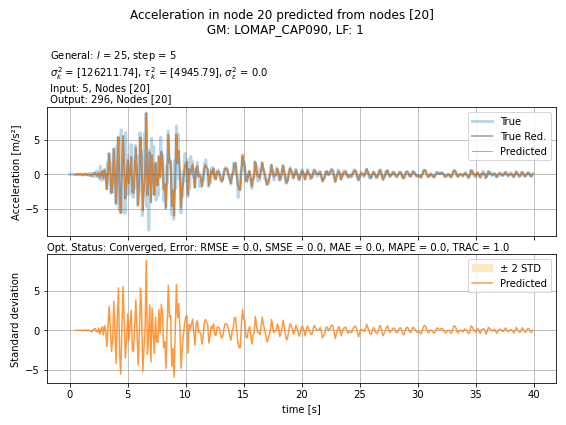 Acceleration in node 20 predicted from nodes [20]
GM: LOMAP_CAP090, LF: 1
General: l = 25, step = 5
σ²ₖ = [126211.74], τ²ₖ = [4945.79], σ²ε = 0.0
Input: 5, Nodes [20]
Output: 296, Nodes [20]
Acceleration [m/s²]
5
0
−5
True
True Red.
Predicted
Opt. Status: Converged, Error: RMSE = 0.0, SMSE = 0.0, MAE = 0.0, MAPE = 0.0, TRAC = 1.0
Standard deviation
5
0
−5
± 2 STD
Predicted
0 5 10 15 20 25 30 35 40
time [s]